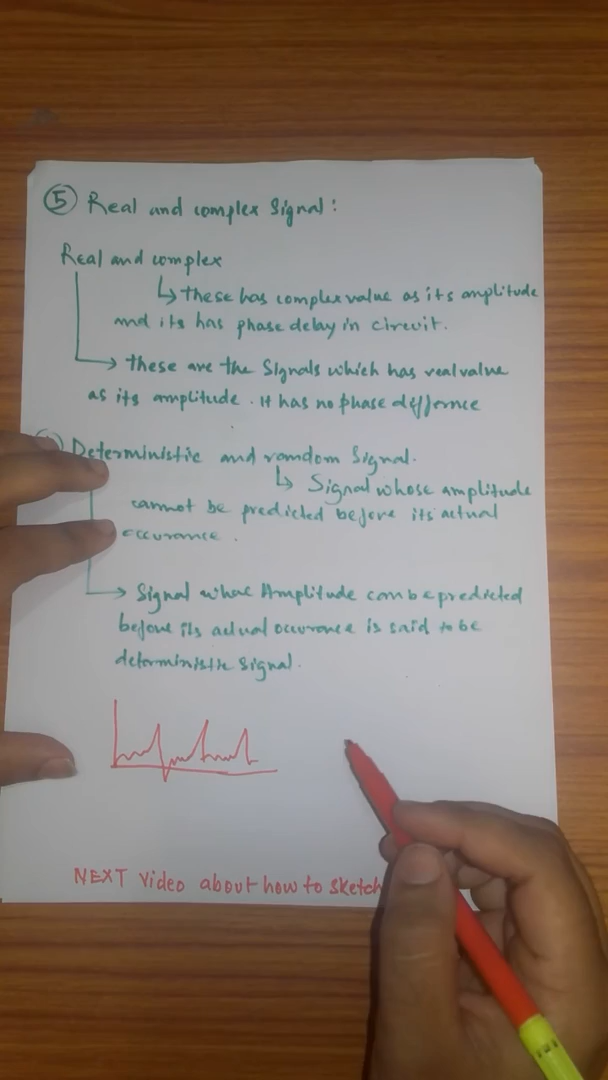 5 Real and complex Signal:
Real and complex
These has complex value as its amplitude
and its has phase delay in circuit.
these are the Signals which has real value
as its amplitude. it has no phase differnce
Deterministic and random Signal.
Signal whose amplitude
cannot be predicted before its actual
occurance.
Signal whose Amplitude can be predicted
before its actual occurance is said to be
deterministic signal.
NEXT Video about how to sketch